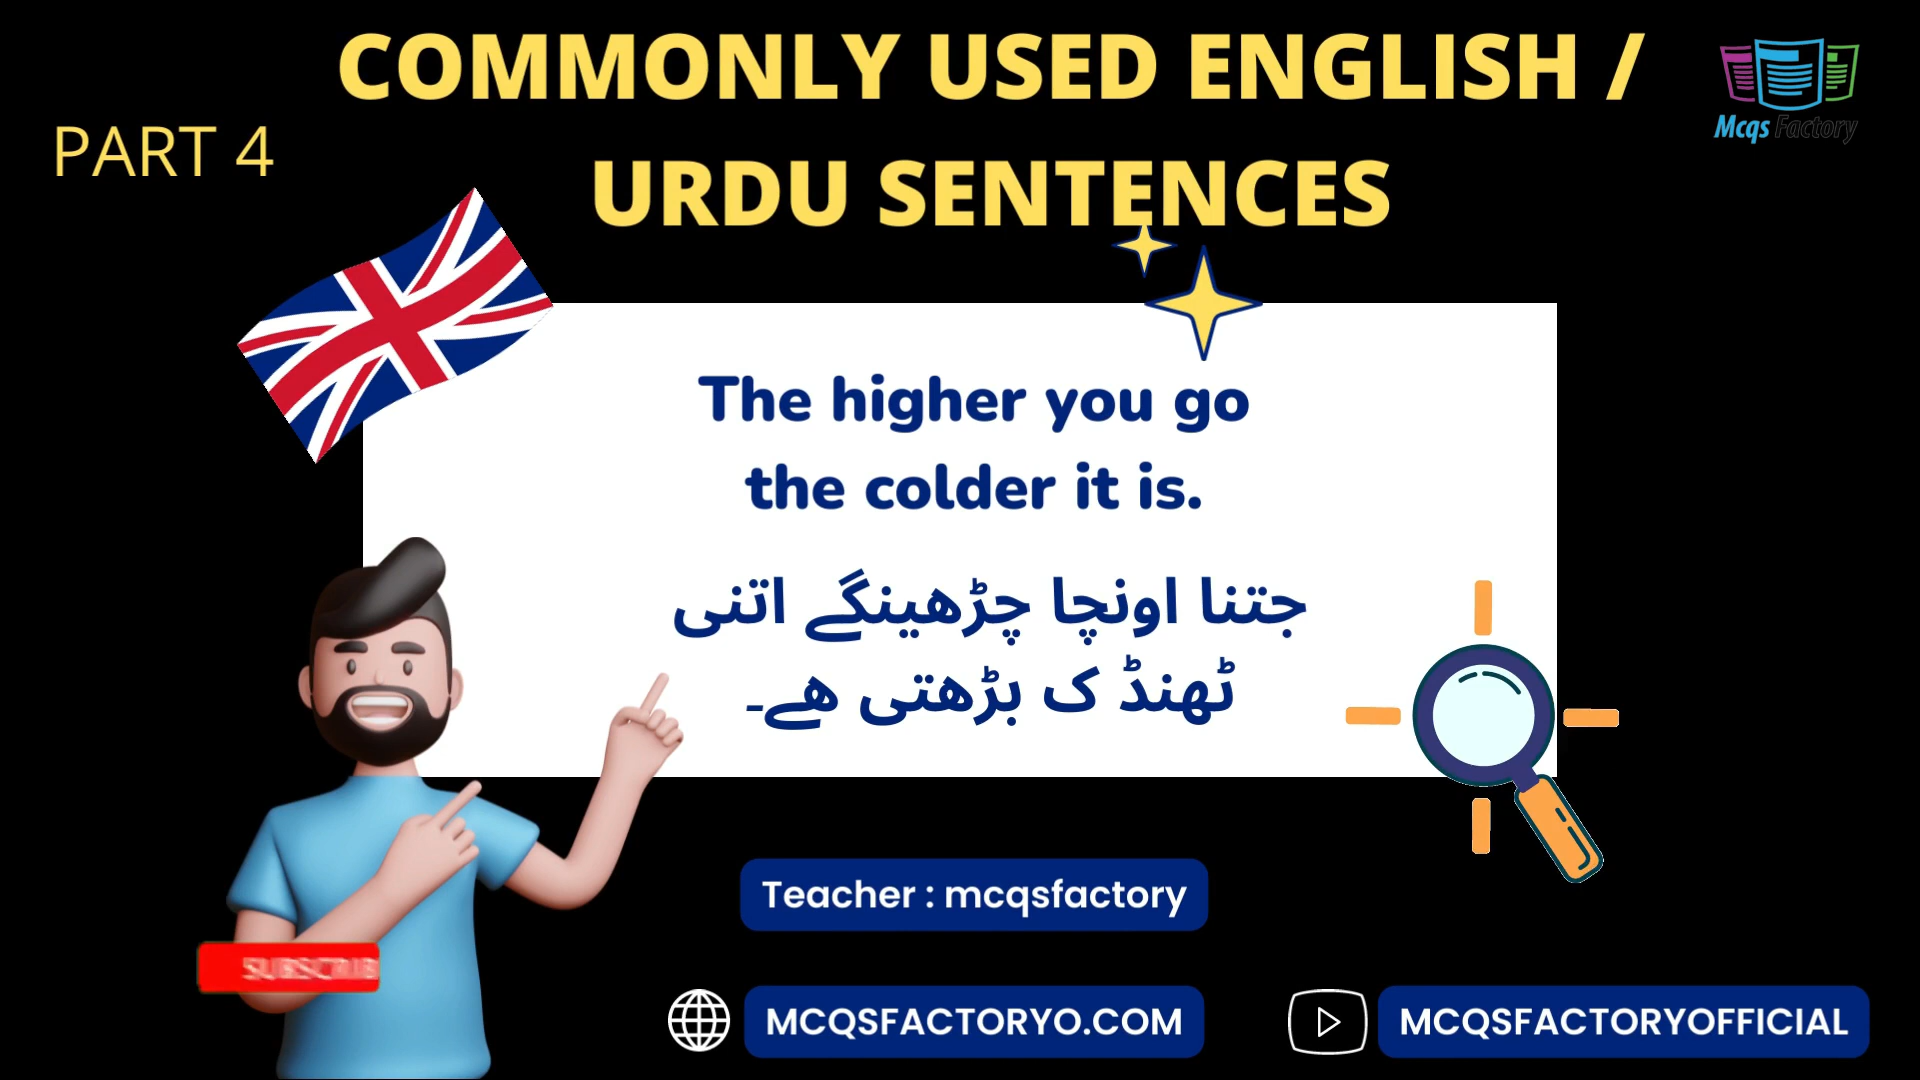 COMMONLY USED ENGLISH /
URDU SENTENCES
PART 4
Mcqs Factory
The higher you go
the colder it is.
جتنا اونچا چڑھینگے اتنی
ٹھنڈ ک بڑھتی ھے۔
Teacher : mcqsfactory
SUBSCRIB
MCQSFACTORYO.COM
MCQSFACTORYOFFICIAL